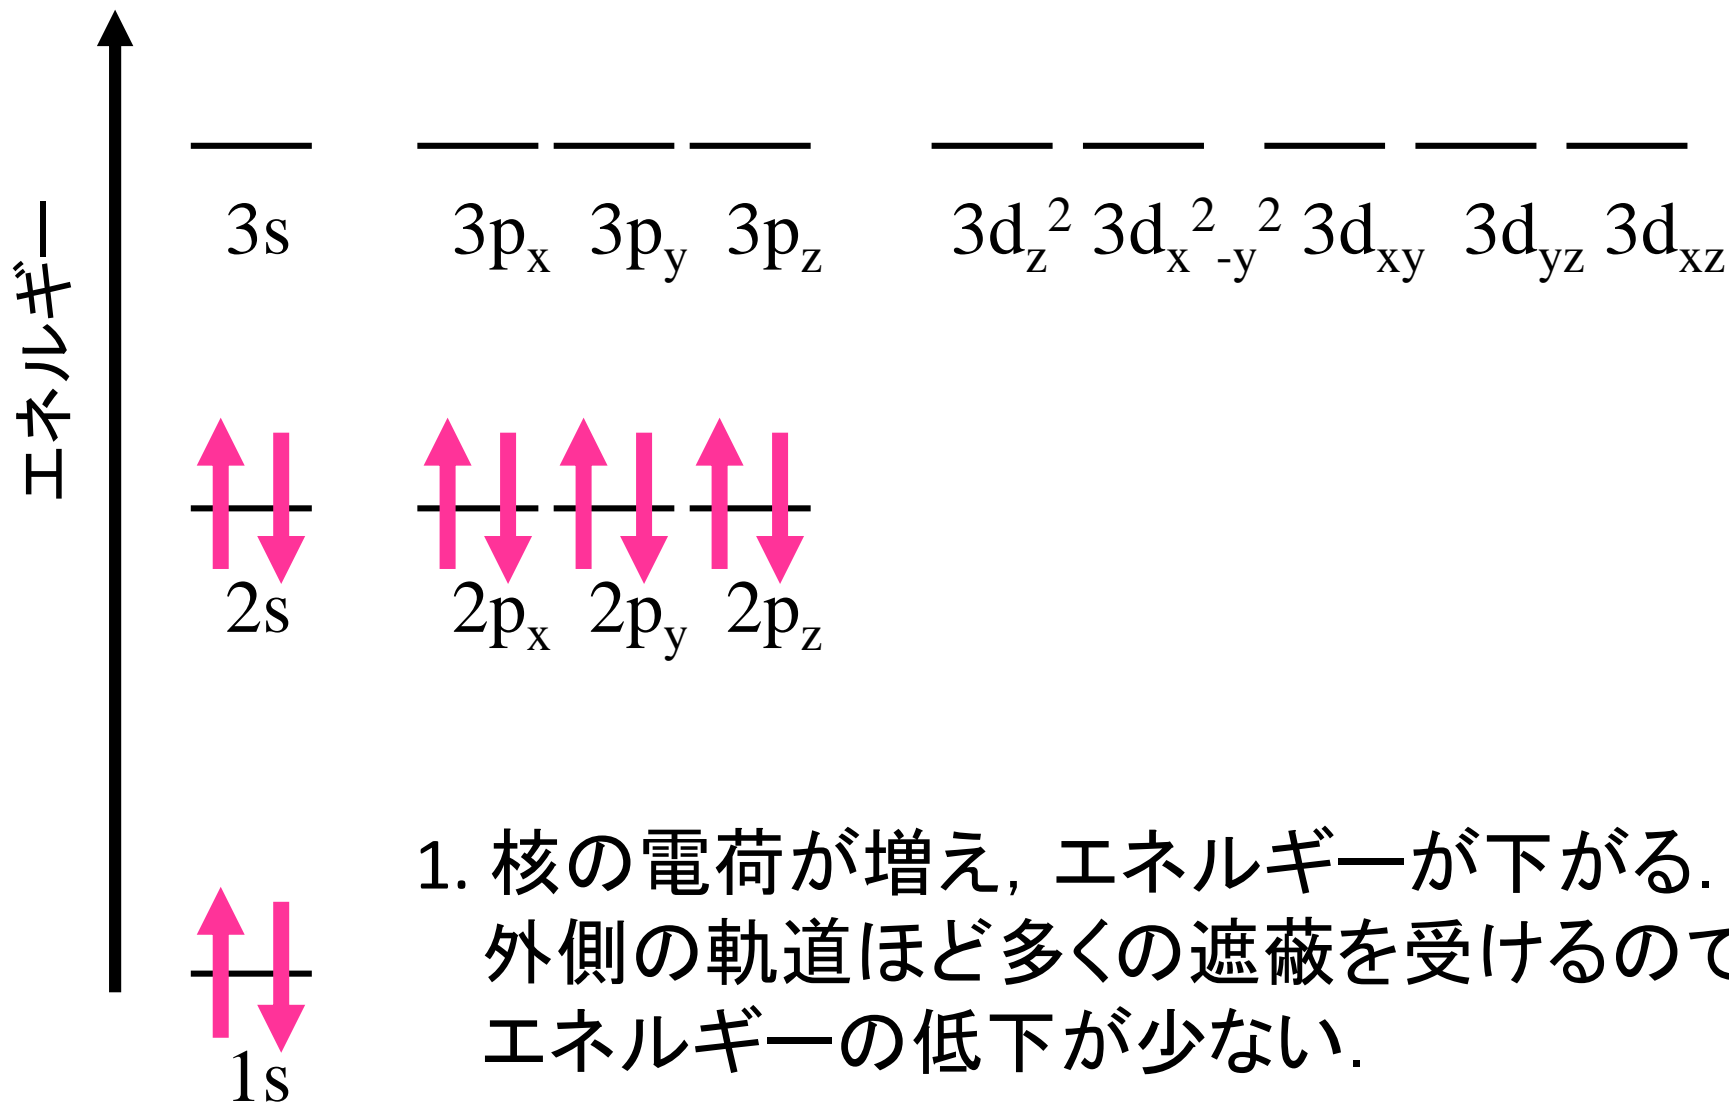 エネルギー
3s 3px 3py 3pz 3dz2 3dx2-y2 3dxy 3dyz 3dxz
2s 2px 2py 2pz
1. 核の電荷が増え, エネルギーが下がる.
外側の軌道ほど多くの遮蔽を受けるので
エネルギーの低下が少ない.
1s